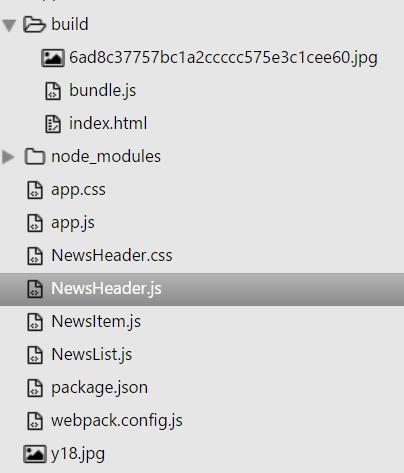 build
6ad8c37757bc1a2ccccc575e3c1cee60.jpg
bundle.js
index.html
node_modules
app.css
app.js
NewsHeader.css
NewsHeader.js
NewsItem.js
NewsList.js
package.json
webpack.config.js
y18.jpg